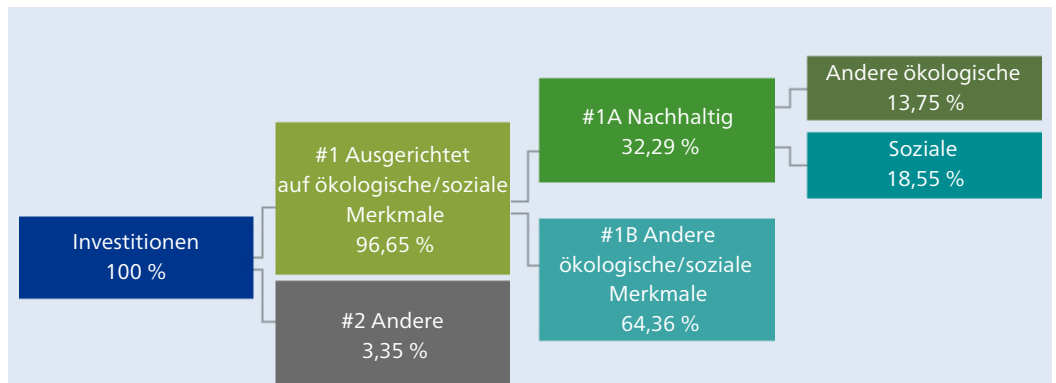 Investitionen
100 %
#1 Ausgerichtet
auf ökologische/soziale
Merkmale
96,65 %
#2 Andere
3,35 %
#1A Nachhaltig
32,29 %
#1B Andere
ökologische/soziale
Merkmale
64,36 %
Andere ökologische
13,75 %
Soziale
18,55 %